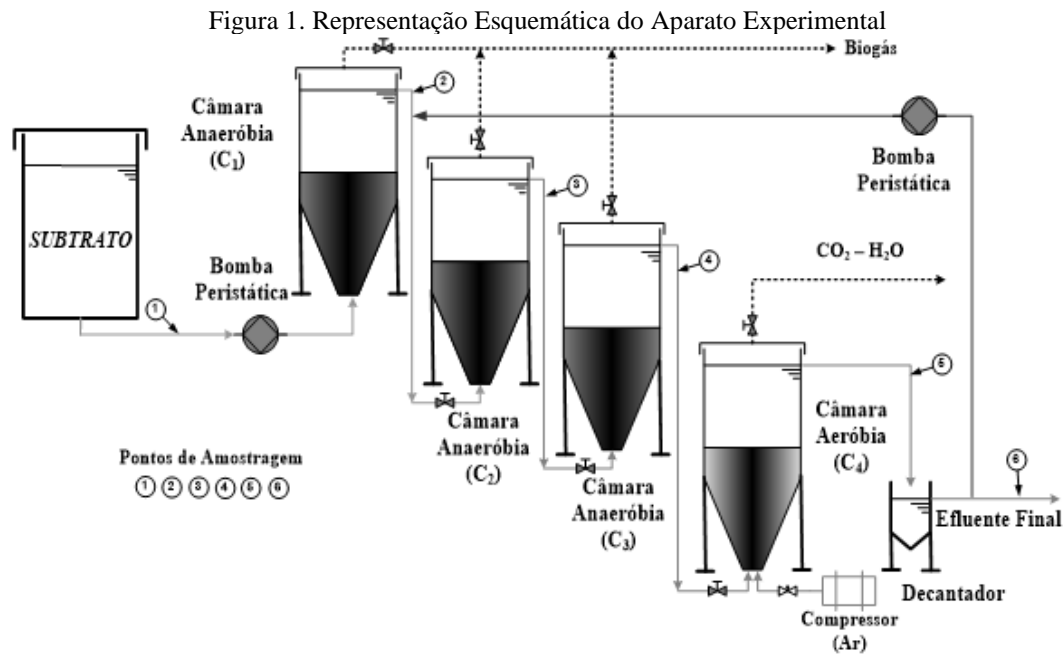 Figura 1. Representação Esquemática do Aparato Experimental
Biogás
2
Câmara
Anaeróbia
(C1)
Bomba
Peristática
3
SUBTRATO
4
CO2 – H2O
Bomba
Peristática
1
5
Câmara
Anaeróbia
(C2)
Câmara
Aeróbia
(C4)
Pontos de Amostragem
1 2 3 4 5 6
6
Câmara
Anaeróbia
(C3)
Efluente Final
Decantador
Compressor
(Ar)